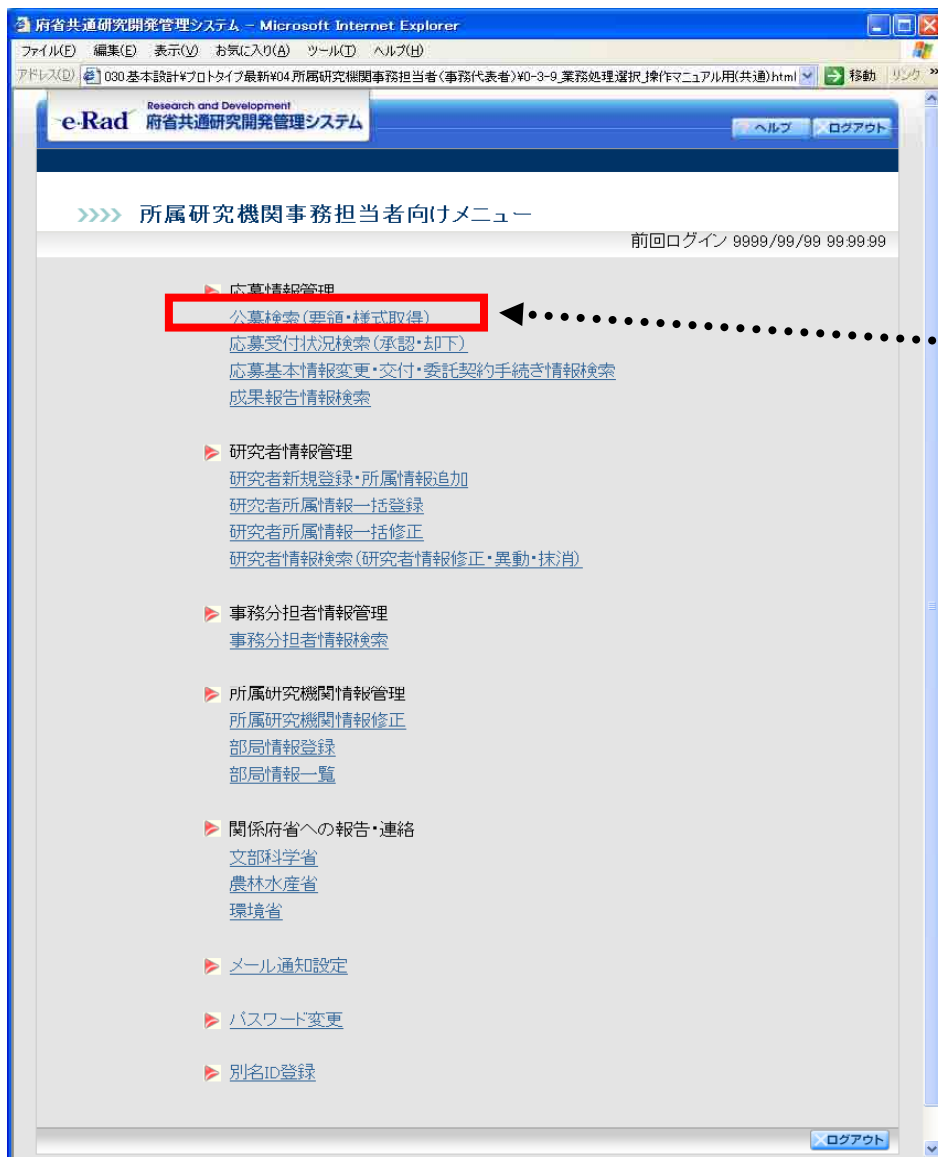 府省共通研究開発管理システム - Microsoft Internet Explorer
ファイル(F) 編集(E) 表示(V) お気に入り(A) ツール(T) ヘルプ(H)
アドレス(D) 030.基本設計¥プロトタイプ最新¥04.所属研究機関事務担当者(事務代表者)¥0-3-9_業務処理選択_操作マニュアル用(共通).html 移動 リンク »
e-Rad Research and Development
府省共通研究開発管理システム
ヘルプ ログアウト
>>>> 所属研究機関事務担当者向けメニュー
前回ログイン 9999/99/99 99:99:99
応募情報管理
公募検索(要領・様式取得)
応募受付状況検索(承認・却下)
応募基本情報変更・交付・委託契約手続き情報検索
成果報告情報検索
研究者情報管理
研究者新規登録・所属情報追加
研究者所属情報一括登録
研究者所属情報一括修正
研究者情報検索(研究者情報修正・異動・抹消)
事務分担者情報管理
事務分担者情報検索
所属研究機関情報管理
所属研究機関情報修正
部局情報登録
部局情報一覧
関係府省への報告・連絡
文部科学省
農林水産省
環境省
メール通知設定
パスワード変更
別名ID登録
ログアウト